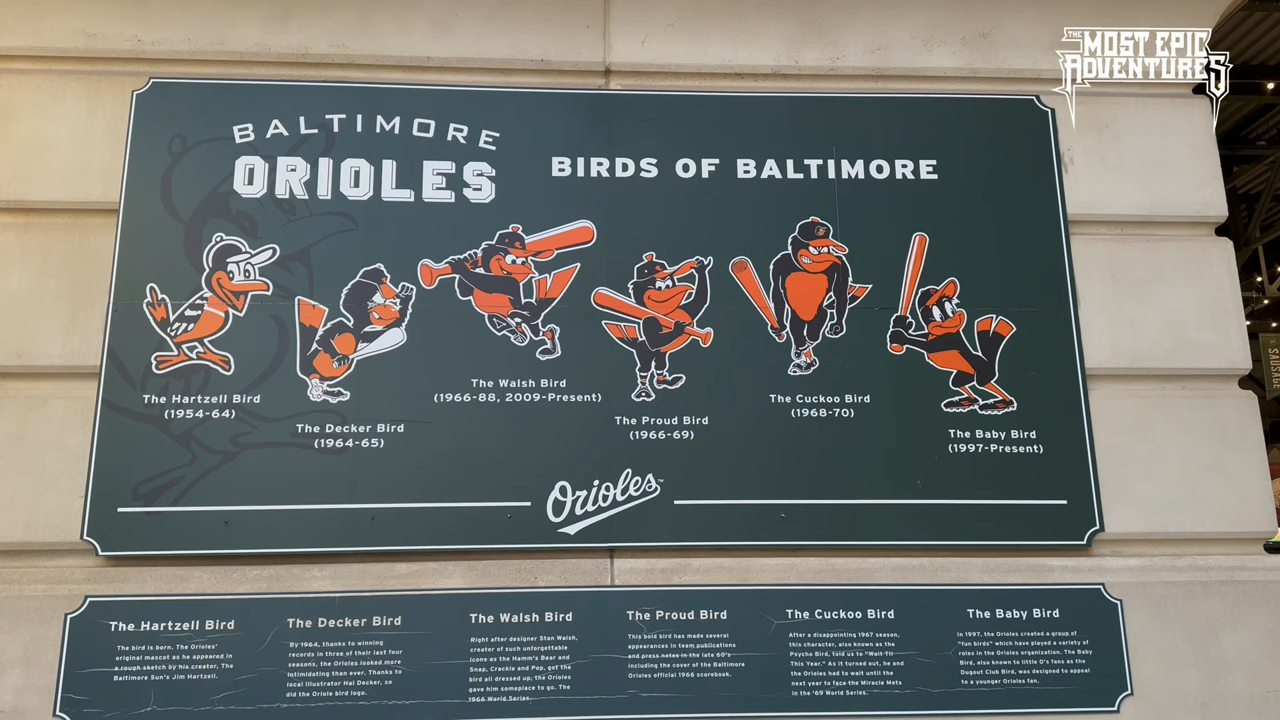 THE MOST EPIC
ADVENTURES
BALTIMORE
ORIOLES
BIRDS OF BALTIMORE
The Hartzell Bird
(1954-64)
The Decker Bird
(1964-65)
The Walsh Bird
(1966-88, 2009-Present)
The Proud Bird
(1966-69)
The Cuckoo Bird
(1968-70)
The Baby Bird
(1997-Present)
Orioles™
The Hartzell Bird
The bird is born. The Orioles'
original mascot as he appeared in
a rough sketch by his creator, The
Baltimore Sun's Jim Hartzell.
The Decker Bird
By 1964, thanks to winning
records in three of their last four
seasons, the Orioles looked more
intimidating than ever. Thanks to
local illustrator Hal Decker, so
did the Oriole bird logo.
The Walsh Bird
Right after designer Stan Walsh,
creator of such unforgettable
icons as the Hamm's Bear and
Snap, Crackle and Pop, got the
bird all dressed up, the Orioles
gave him someplace to go. The
1966 World Series.
The Proud Bird
This bold bird has made several
appearances in team publications
and press notes in the late 60's
including the cover of the Baltimore
Orioles official 1966 scorebook.
The Cuckoo Bird
After a disappointing 1967 season,
this character, also known as the
Psycho Bird, told us to "Wait-Til-
This Year." As it turned out, he and
the Orioles had to wait until the
next year to face the Miracle Mets
in the '69 World Series.
The Baby Bird
In 1997, the Orioles created a group of
"fun birds" which have played a variety of
roles in the Orioles organization. The Baby
Bird, also known to little O's fans as the
Dugout Club Bird, was designed to appeal
to a younger Orioles fan.